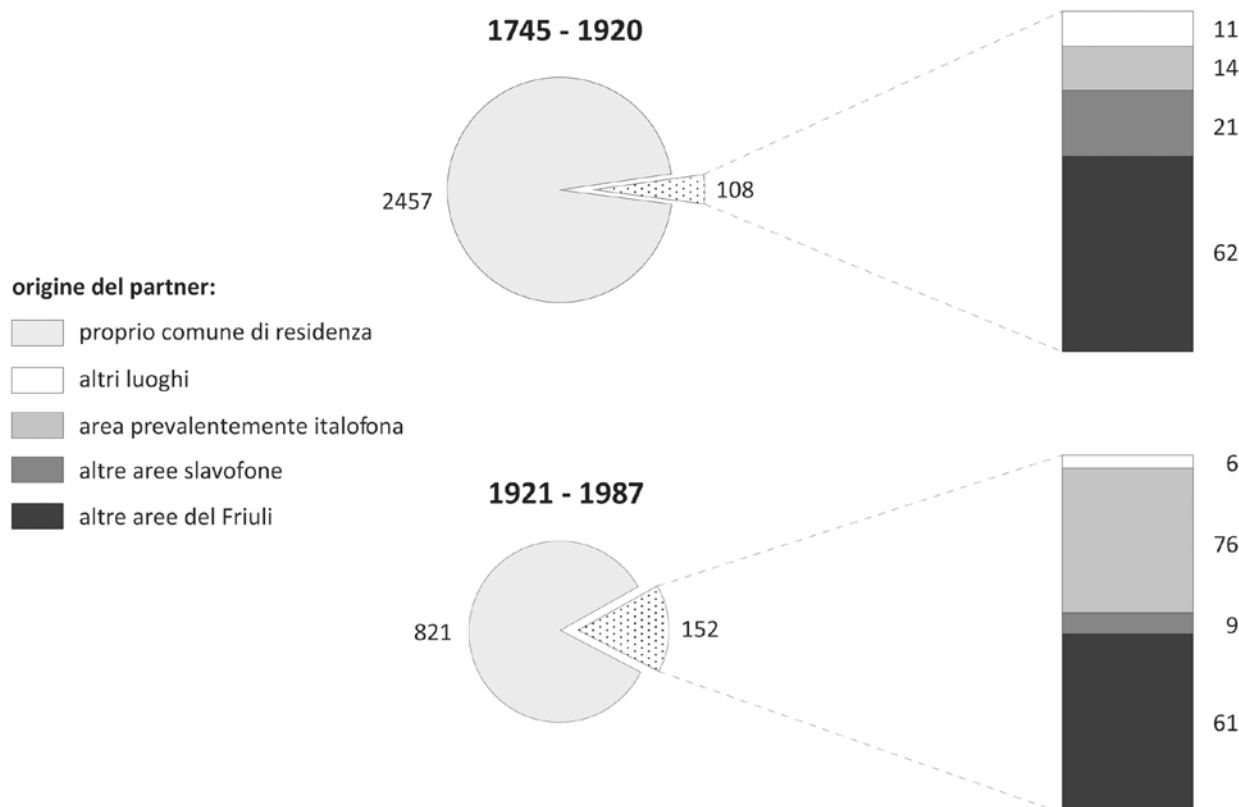 1745 - 1920
11
14
21
62
2457
108
origine del partner:
proprio comune di residenza
altri luoghi
area prevalentemente italofona
altre aree slavofone
altre aree del Friuli
1921 - 1987
6
76
9
61
821
152